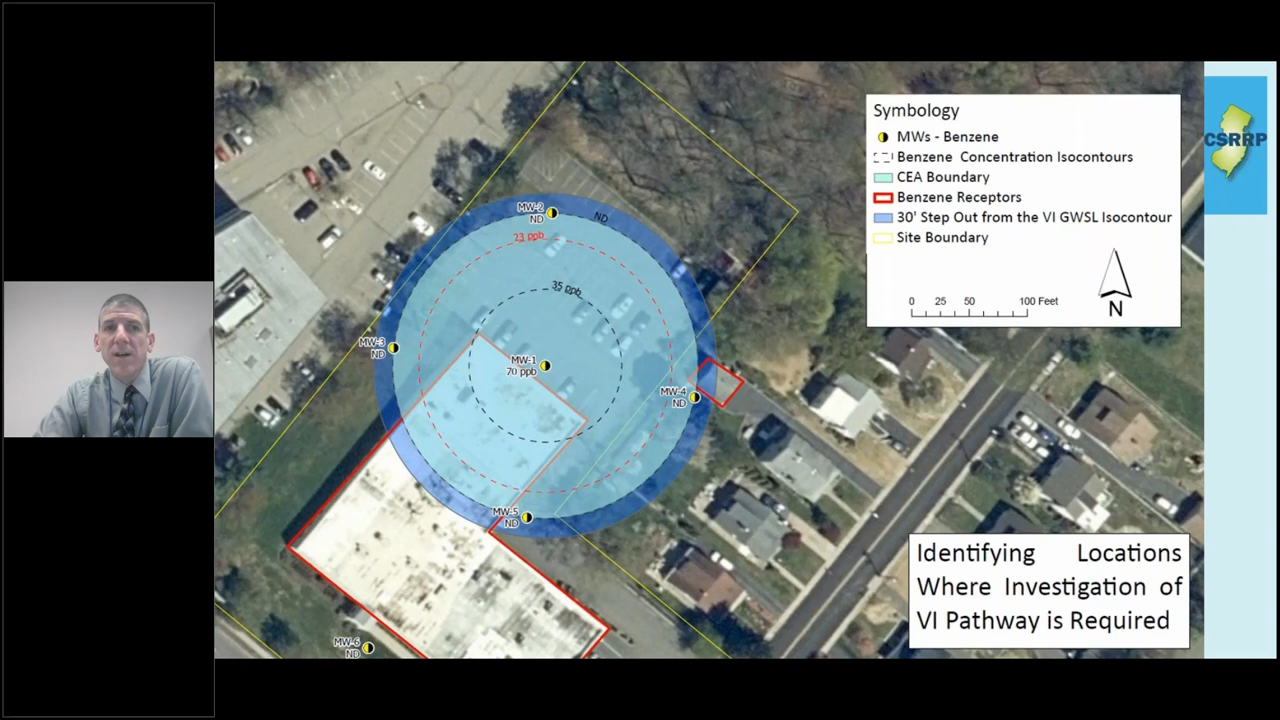 Symbology
MWs - Benzene
Benzene Concentration Isocontours
CEA Boundary
Benzene Receptors
30' Step Out from the VI GWSL Isocontour
Site Boundary
0 25 50 100 Feet
N
CSRRP
MW-2
ND
ND
23 ppb
35 ppb
MW-3
ND
MW-1
70 ppb
MW-4
ND
MW-5
ND
MW-6
ND
Identifying Locations
Where Investigation of
VI Pathway is Required